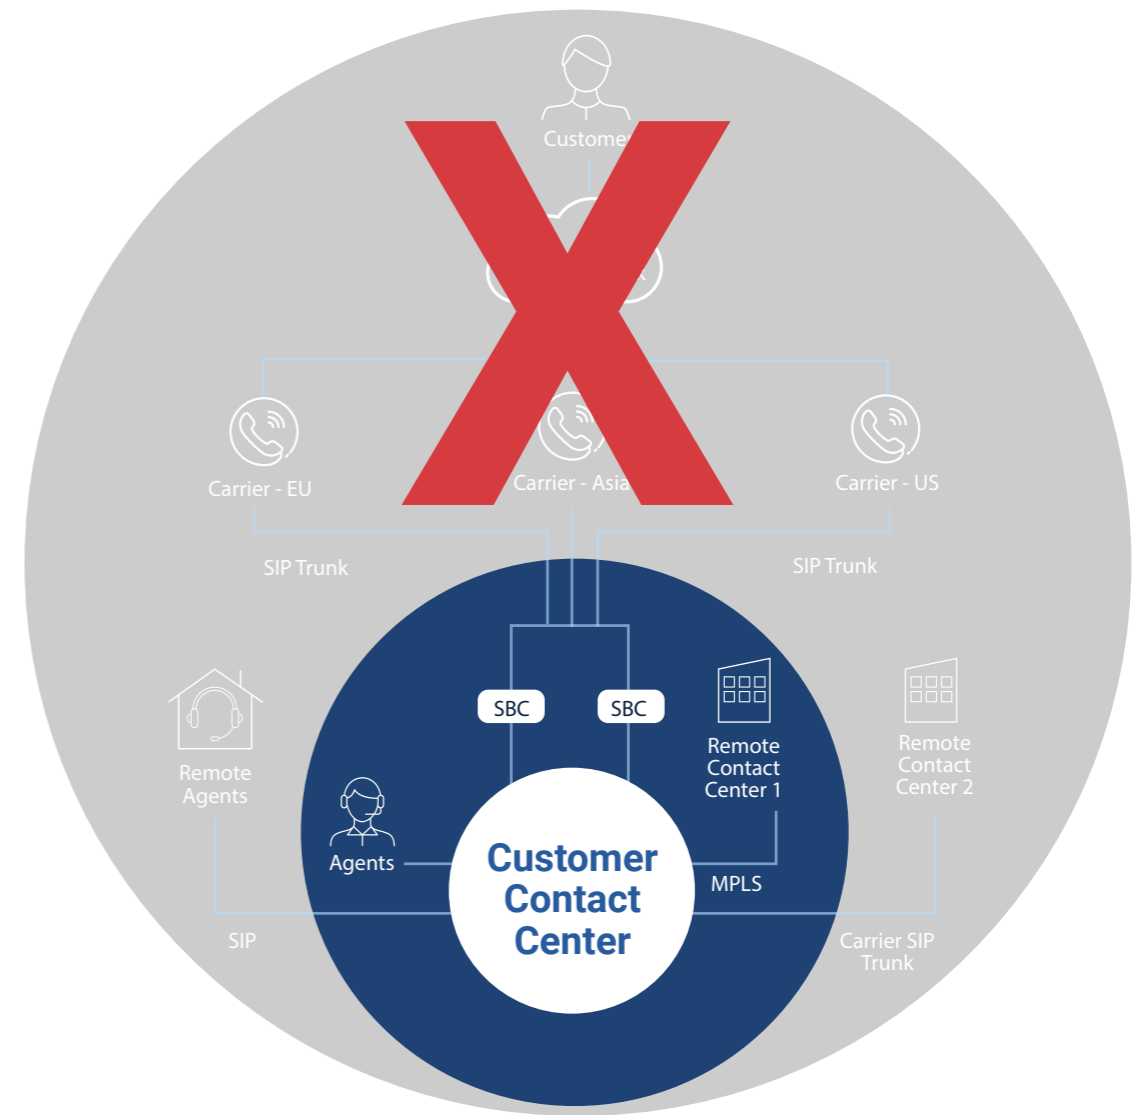 Customer
Carrier - EU
Carrier - Asia
Carrier - US
SIP Trunk
SIP Trunk
SBC
SBC
Remote
Agents
Agents
Remote
Contact
Center 1
Remote
Contact
Center 2
Customer
Contact
Center
MPLS
SIP
Carrier SIP
Trunk